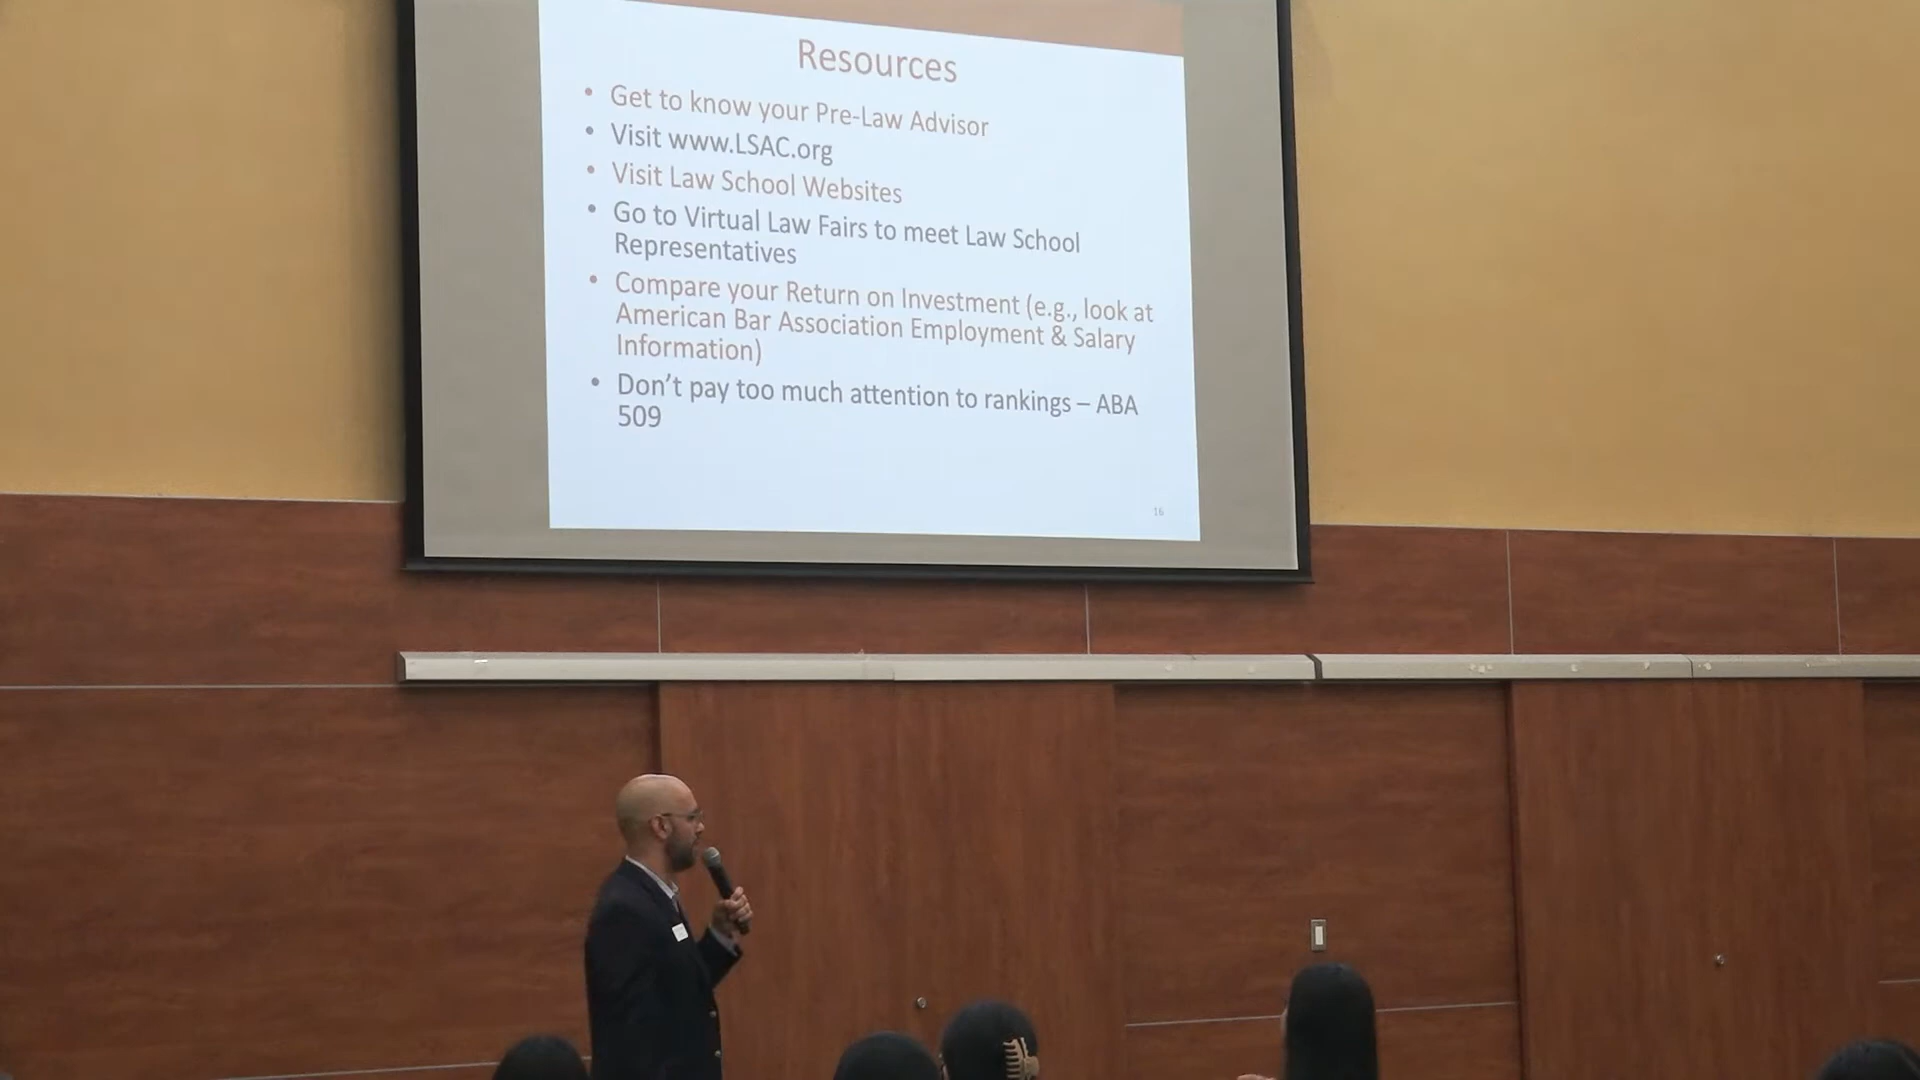 Resources
• Get to know your Pre-Law Advisor
• Visit www.LSAC.org
• Visit Law School Websites
• Go to Virtual Law Fairs to meet Law School
Representatives
• Compare your Return on Investment (e.g., look at
American Bar Association Employment & Salary
Information)
• Don’t pay too much attention to rankings – ABA
509
16